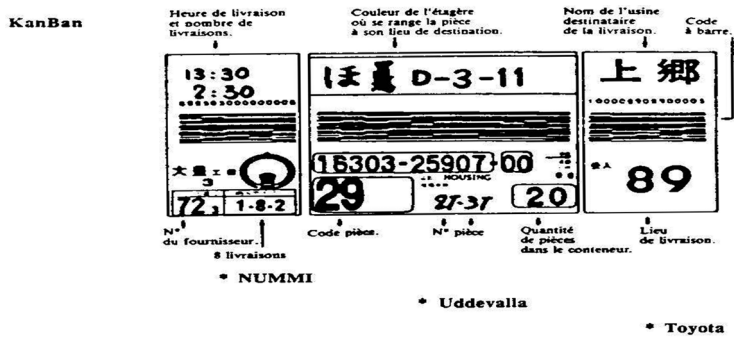 KanBan
Heure de livraison
et nombre de
livraisons.
Couleur de l'étagère
où se range la pièce
à son lieu de destination.
Nom de l'usine
destinataire
de la livraison.
Code
à barre.
13:30
2:30
D-3-11
上郷
16303-25907-00
HOUSING
3
72 3
1-8-2
29
27-37
20
89
N°
du fournisseur.
8 livraisons
Code pièce.
N° pièce
Quantité
de pièces
dans le conteneur.
Lieu
de livraison.
* NUMMI
* Uddevalla
* Toyota